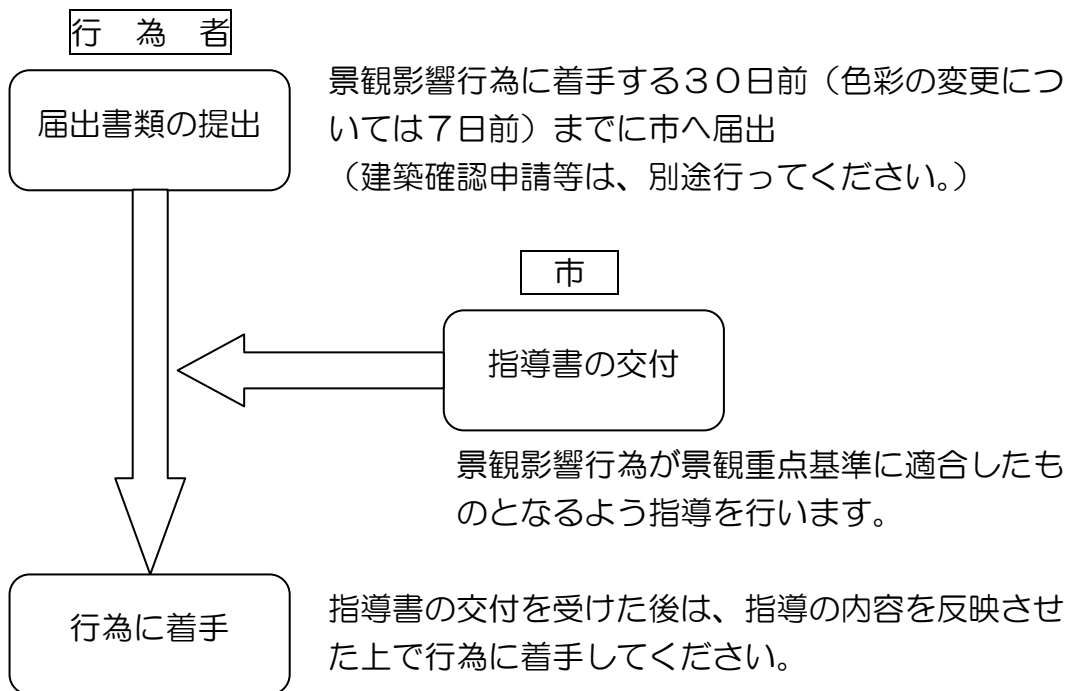 行　為　者
届出書類の提出
景観影響行為に着手する３０日前（色彩の変更につ
いては７日前）までに市へ届出
（建築確認申請等は、別途行ってください。）
市
指導書の交付
景観影響行為が景観重点基準に適合したも
のとなるよう指導を行います。
行為に着手
指導書の交付を受けた後は、指導の内容を反映させ
た上で行為に着手してください。